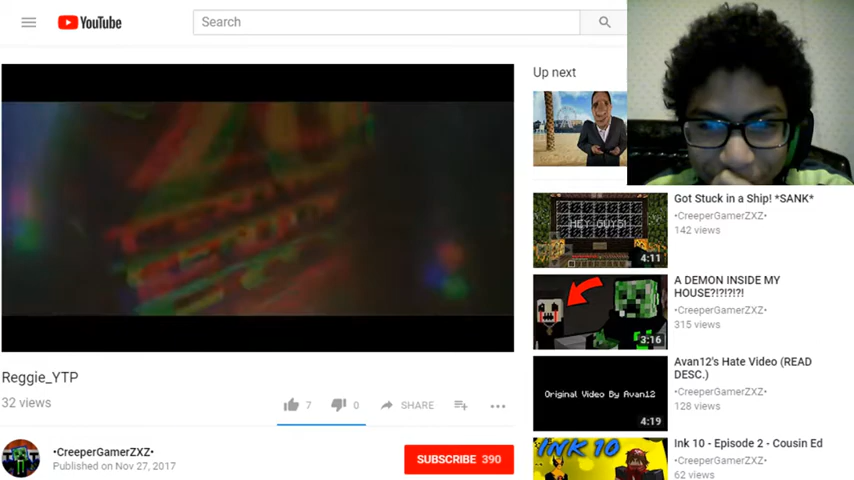 YouTube
Search
Up next
Got Stuck in a Ship! *SANK*
•CreeperGamerZXZ•
142 views
HEY GUYS!
4:11
A DEMON INSIDE MY
HOUSE?!?!?!?!
•CreeperGamerZXZ•
315 views
3:16
Avan12's Hate Video (READ
DESC.)
•CreeperGamerZXZ•
128 views
Original Video By Avan12
4:19
Ink 10 - Episode 2 - Cousin Ed
•CreeperGamerZXZ•
62 views
INK 10
Reggie_YTP
32 views
7
0
SHARE
•CreeperGamerZXZ•
Published on Nov 27, 2017
SUBSCRIBE 390